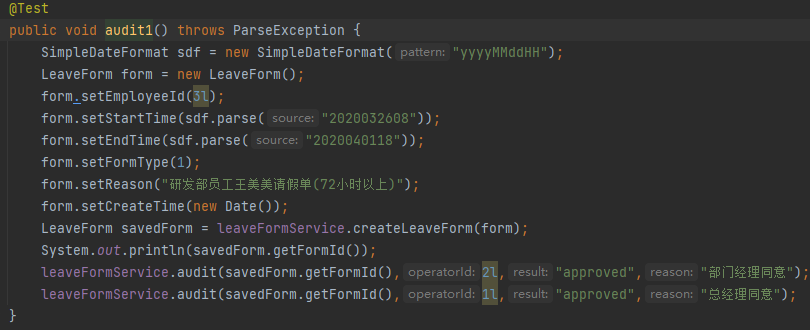 @Test
public void audit1() throws ParseException {
SimpleDateFormat sdf = new SimpleDateFormat( pattern: "yyyyMMddHH");
LeaveForm form = new LeaveForm();
form.setEmployeeId(3l);
form.setStartTime(sdf.parse( source: "2020032608"));
form.setEndTime(sdf.parse( source: "2020040118"));
form.setFormType(1);
form.setReason("研发部员工王美美请假单(72小时以上)");
form.setCreateTime(new Date());
LeaveForm savedForm = leaveFormService.createLeaveForm(form);
System.out.println(savedForm.getFormId());
leaveFormService.audit(savedForm.getFormId(), operatorId: 2l, result: "approved", reason: "部门经理同意");
leaveFormService.audit(savedForm.getFormId(), operatorId: 1l, result: "approved", reason: "总经理同意");
}